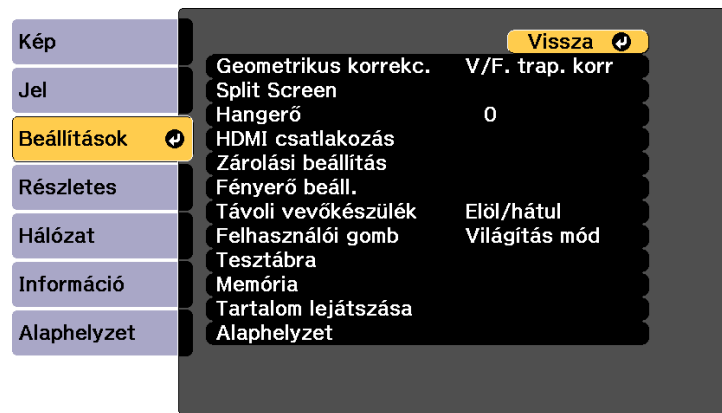 Kép
Jel
Beállítások
Részletes
Hálózat
Információ
Alaphelyzet
Vissza
Geometrikus korrekc. V/F. trap. korr
Split Screen
Hangerő 0
HDMI csatlakozás
Zárolási beállítás
Fényerő beáll.
Távoli vevőkészülék Elöl/hátul
Felhasználói gomb Világítás mód
Tesztábra
Memória
Tartalom lejátszása
Alaphelyzet